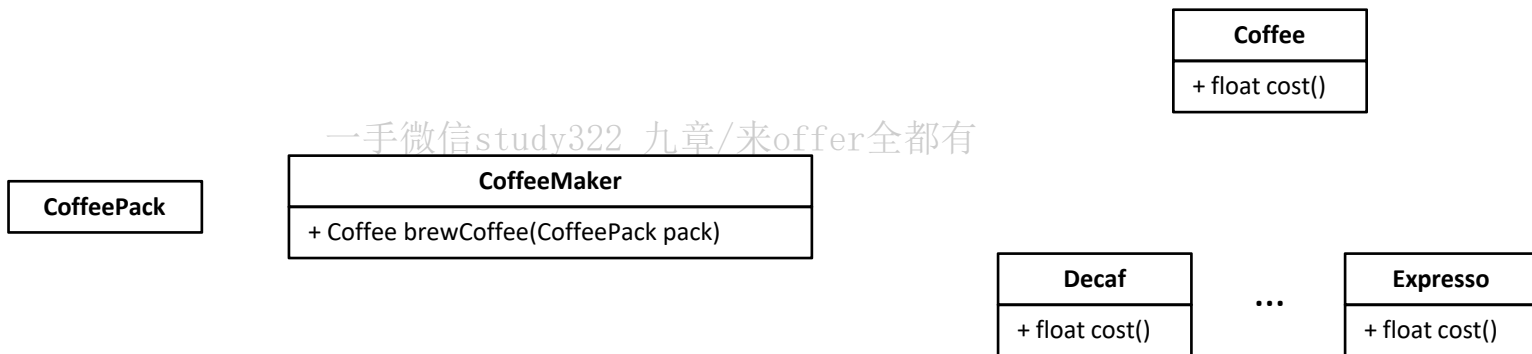 Coffee
+ float cost()
一手微信study322 九章/来offer全都有
CoffeePack
CoffeeMaker
+ Coffee brewCoffee(CoffeePack pack)
Decaf
+ float cost()
...
Expresso
+ float cost()